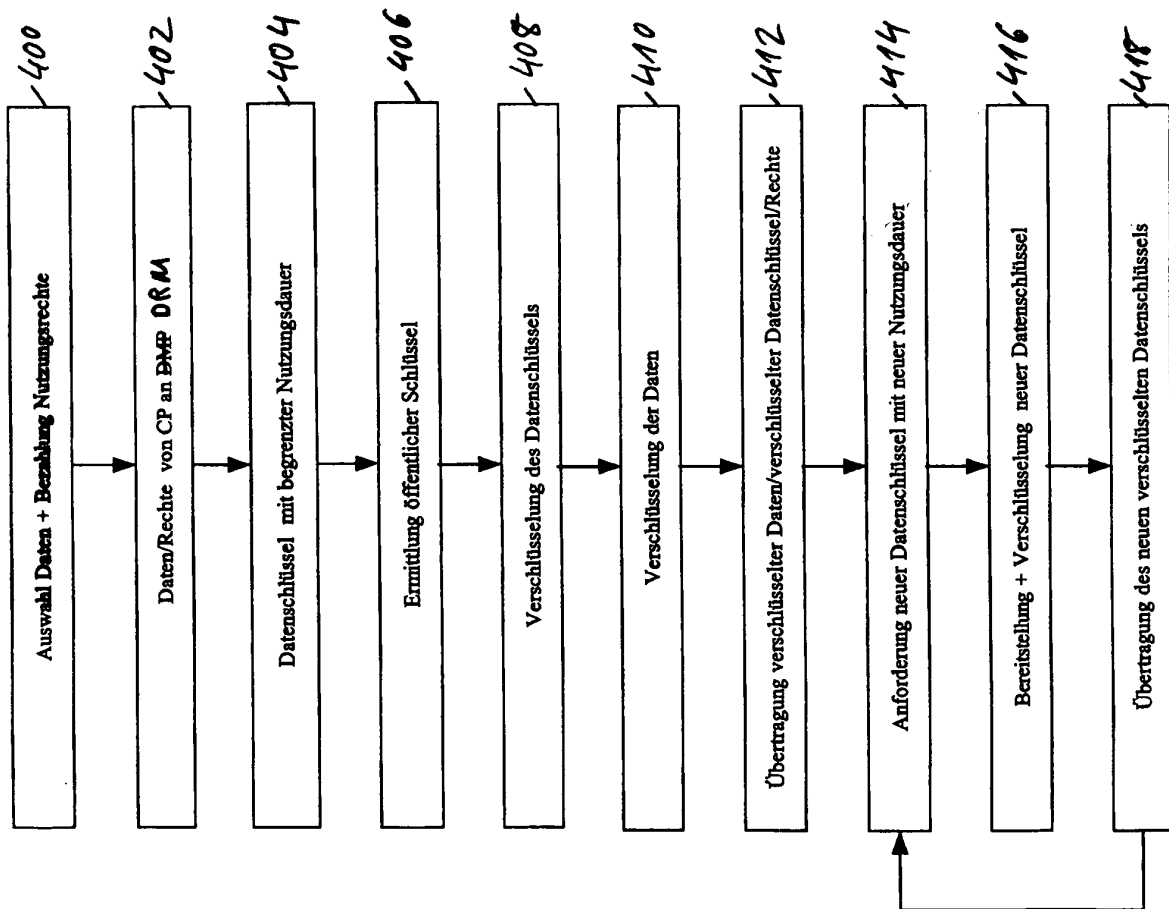 400
Auswahl Daten + Bezahlung Nutzungsrechte
402
Daten/Rechte von CP an DMP DRM
404
Datenschlüssel mit begrenzter Nutzungsdauer
406
Ermittlung öffentlicher Schlüssel
408
Verschlüsselung des Datenschlüssels
410
Verschlüsselung der Daten
412
Übertragung verschlüsselter Daten/verschlüsselter Datenschlüssel/Rechte
414
Anforderung neuer Datenschlüssel mit neuer Nutzungsdauer
416
Bereitstellung + Verschlüsselung neuer Datenschlüssel
418
Übertragung des neuen verschlüsselten Datenschlüssels